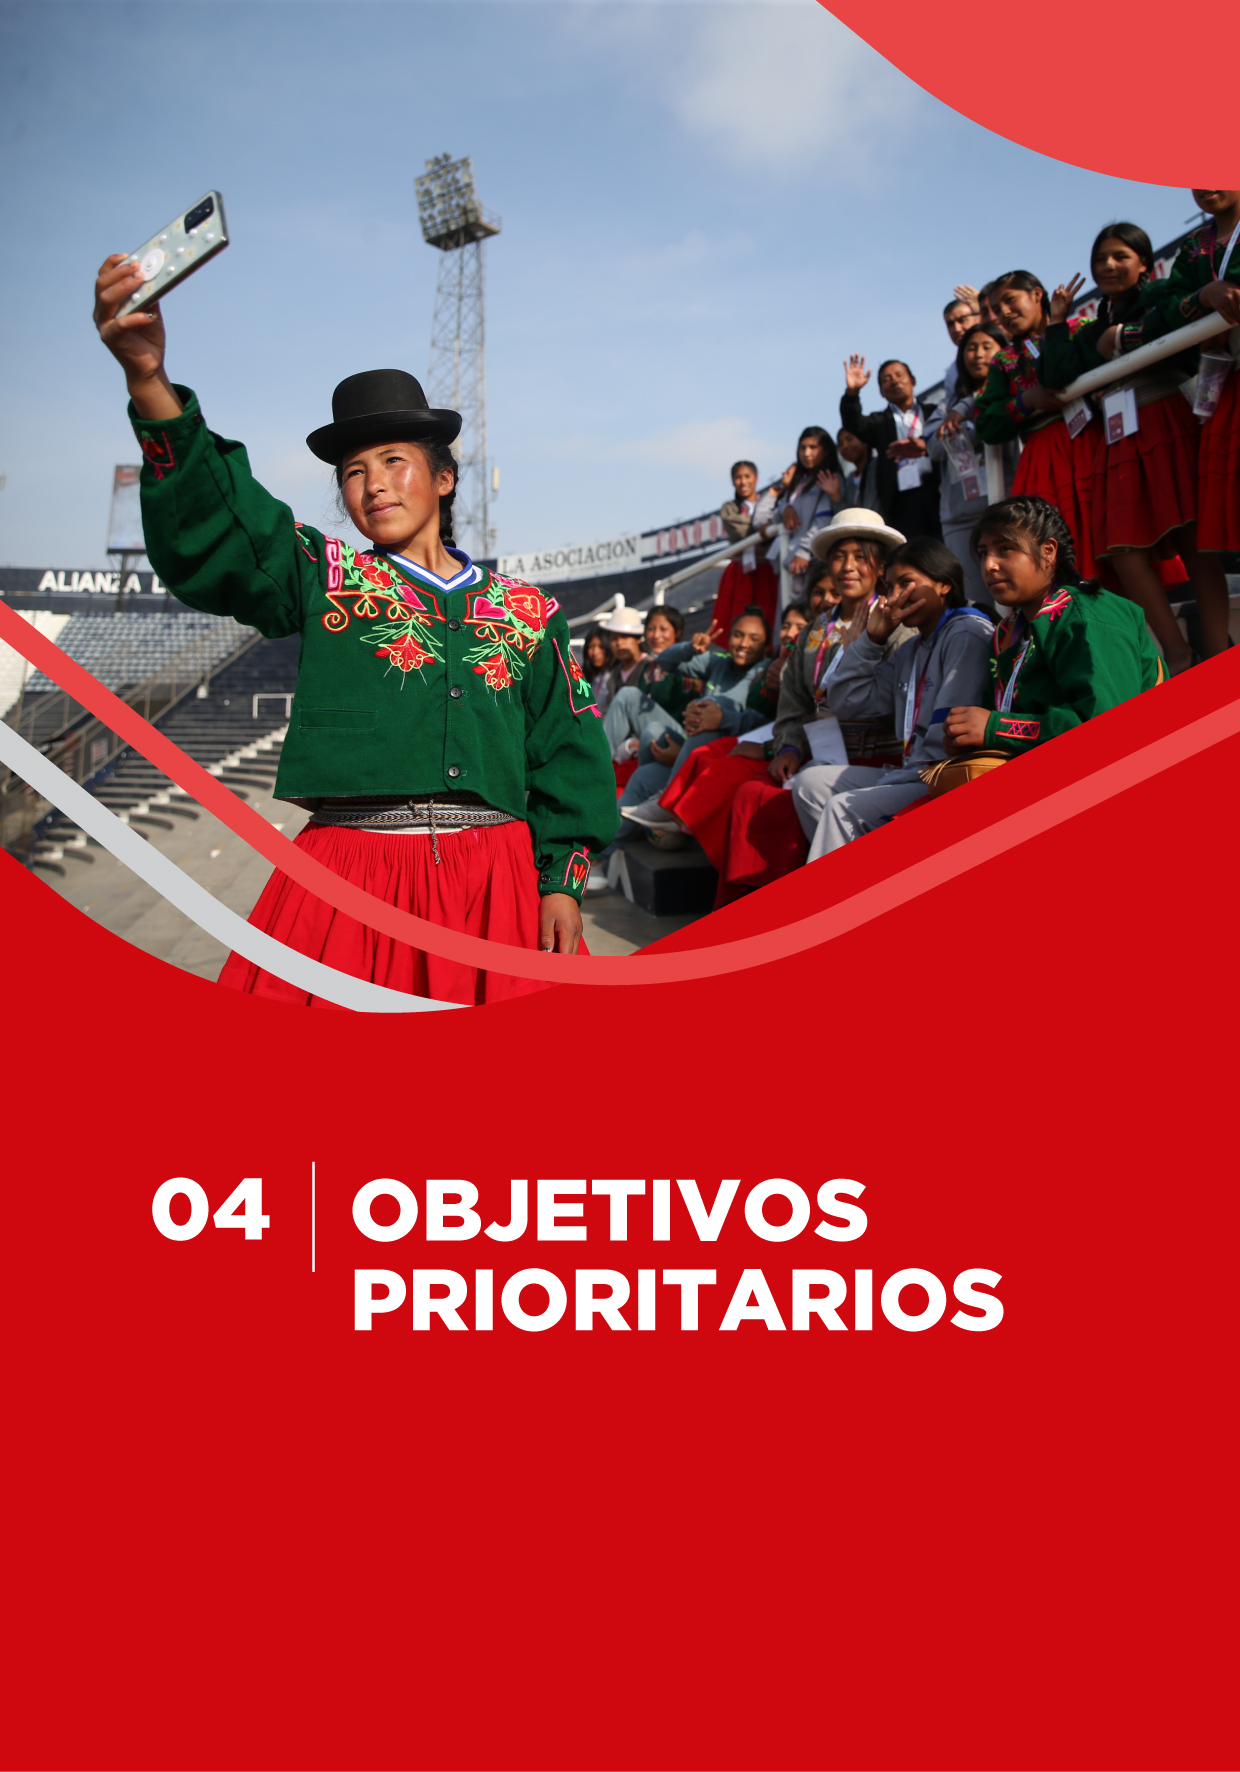 ALIANZA L
LA ASOCIACION
04
OBJETIVOS
PRIORITARIOS